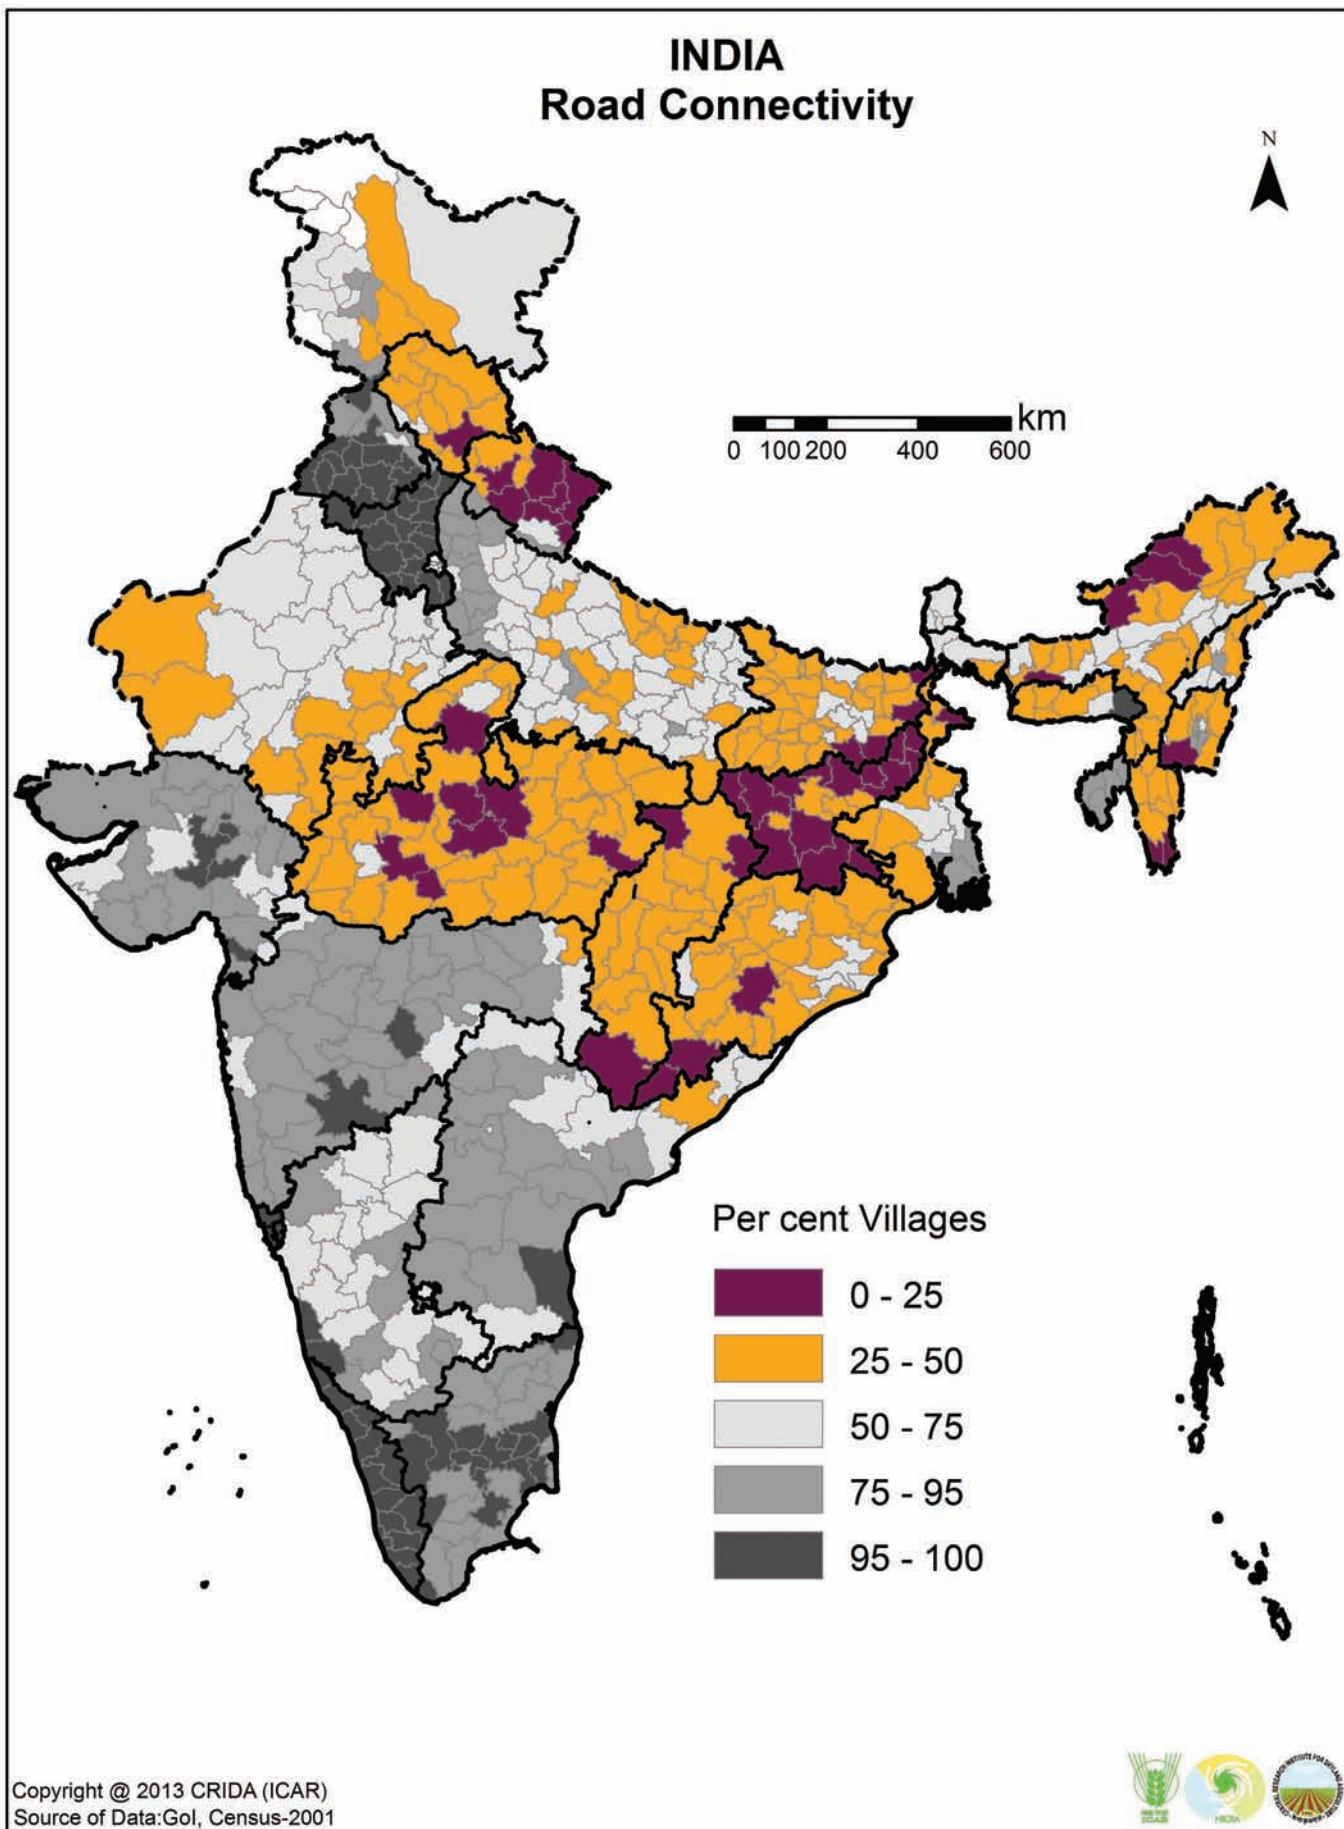 INDIA
Road Connectivity
N
km
0 100 200 400 600
Per cent Villages
0 - 25
25 - 50
50 - 75
75 - 95
95 - 100
Copyright @ 2013 CRIDA (ICAR)
Source of Data:GoI, Census-2001